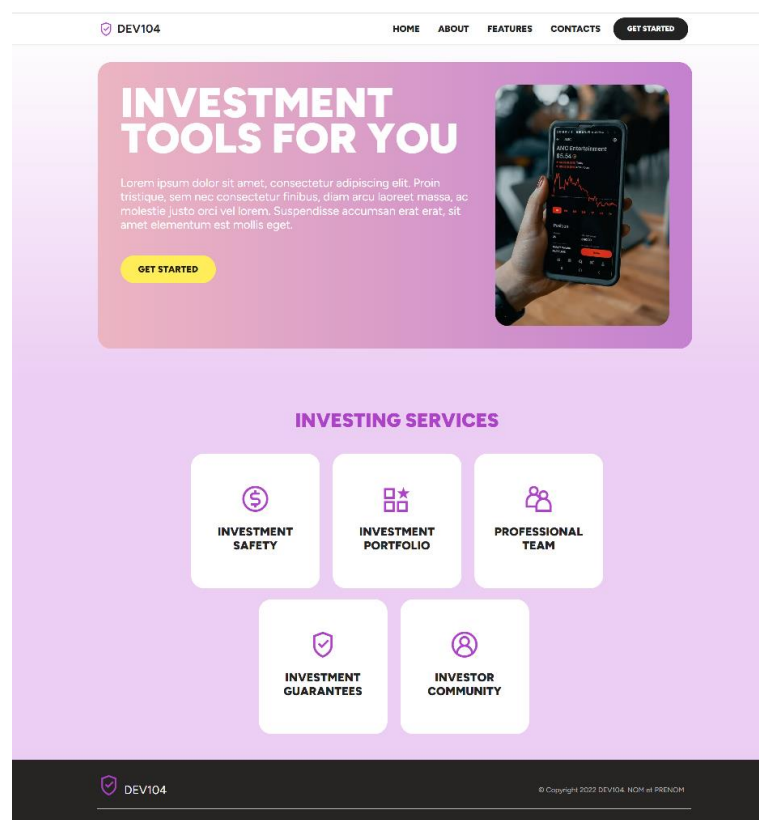 DEV104
HOME ABOUT FEATURES CONTACTS GET STARTED
INVESTMENT
TOOLS FOR YOU
Lorem ipsum dolor sit amet, consectetur adipiscing elit. Proin
tristique, sem nec consectetur finibus, diam arcu laoreet massa, ac
molestie justo orci vel lorem. Suspendisse accumsan erat erat, sit
amet elementum est mollis eget.
GET STARTED
AMC Entertainment
INVESTING SERVICES
INVESTMENT
SAFETY
INVESTMENT
PORTFOLIO
PROFESSIONAL
TEAM
INVESTMENT
GUARANTEES
INVESTOR
COMMUNITY
DEV104
© Copyright 2022 DEV104. NOM et PRENOM